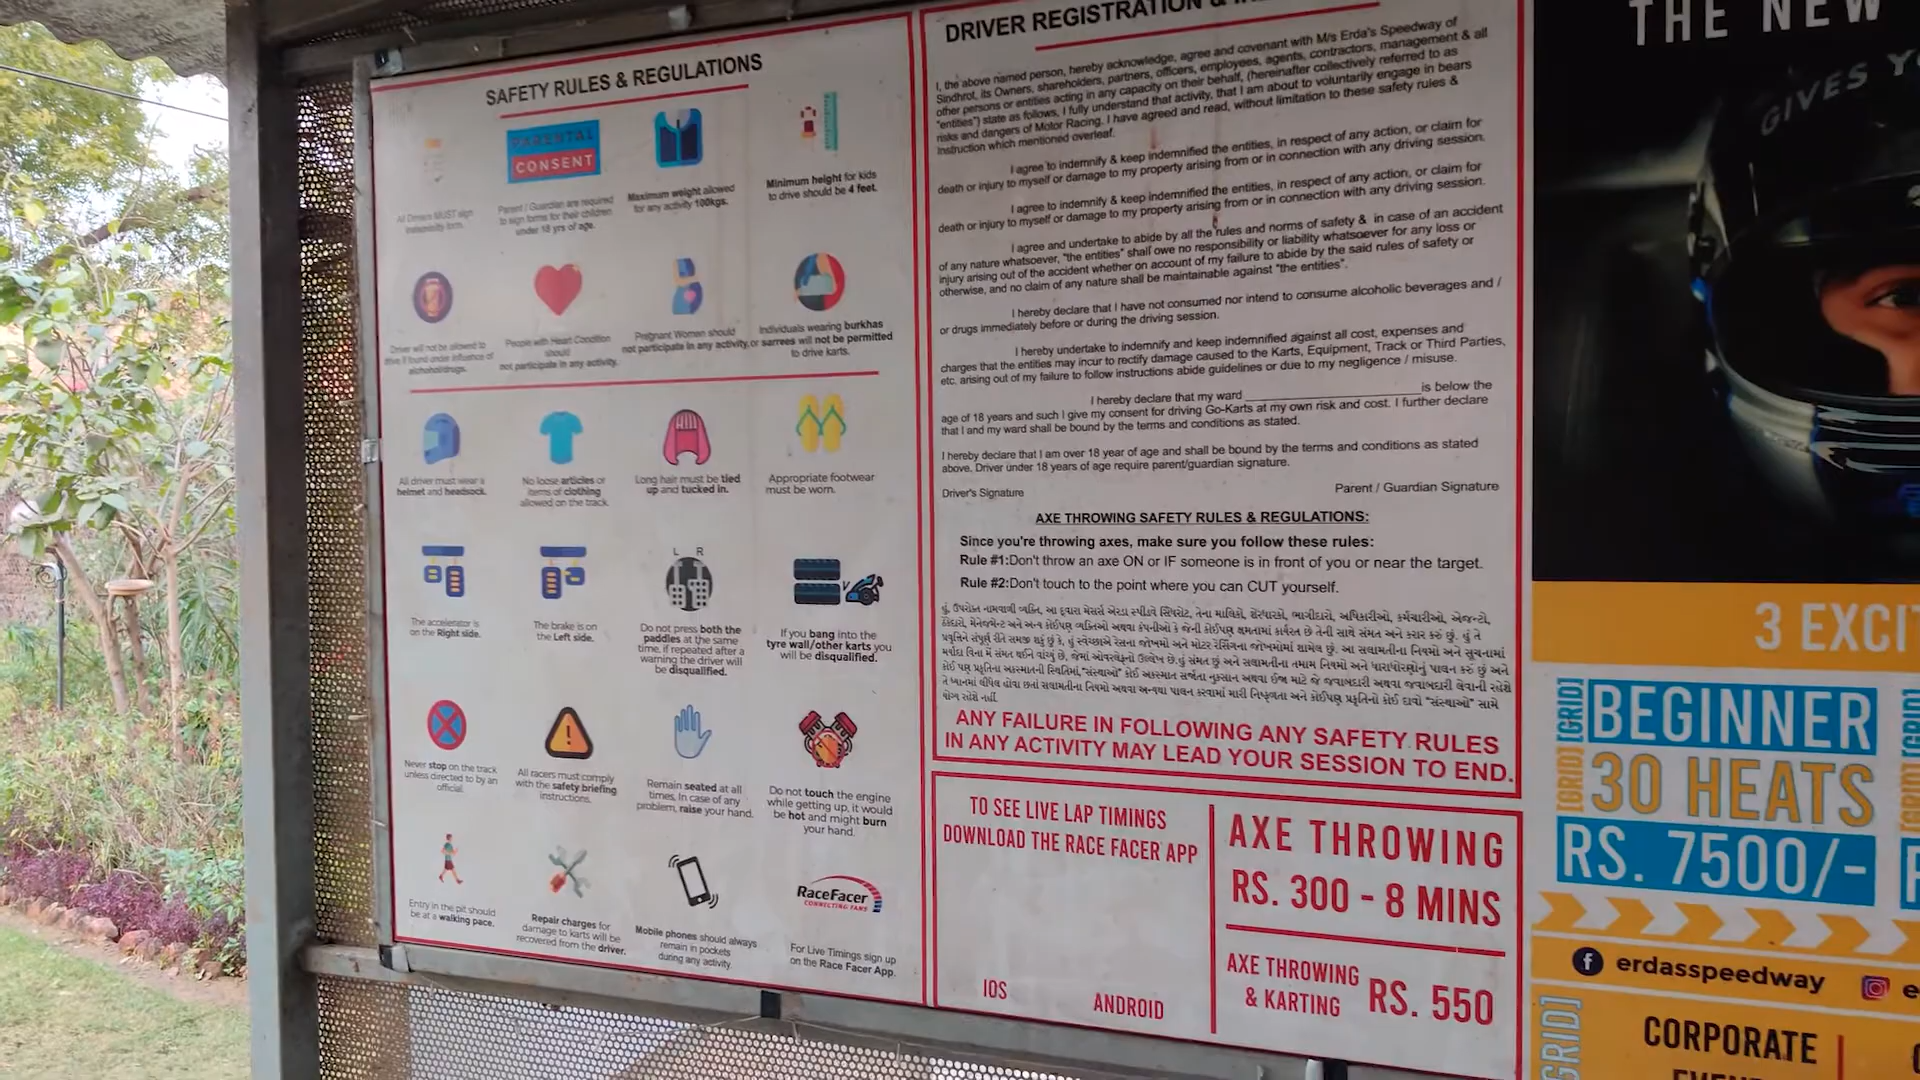 SAFETY RULES & REGULATIONS
PARENTAL
CONSENT
All Drivers MUST sign
indemnity form.
Parent / Guardian are required
to sign forms for their children
under 18 yrs of age.
Maximum weight allowed
for any activity 100kgs.
Minimum height for kids
to drive should be 4 feet.
Driver will not be allowed to
drive if found under influence of
alchohol/drugs.
People with Heart Condition
should
not participate in any activity.
Pregnant Women should
not participate in any activity.
Individuals wearing burkhas
or sarrees will not be permitted
to drive karts.
All driver must wear a
helmet and headsock.
No loose articles or
items of clothing
allowed on the track.
Long hair must be tied
up and tucked in.
Appropriate footwear
must be worn.
The accelerator is
on the Right side.
The brake is on
the Left side.
L R
Do not press both the
paddles at the same
time, if repeated after a
warning the driver will
be disqualified.
V
If you bang into the
tyre wall/other karts you
will be disqualified.
Never stop on the track
unless directed to by an
official.
All racers must comply
with the safety briefing
instructions.
Remain seated at all
times. In case of any
problem, raise your hand.
Do not touch the engine
while getting up, it would
be hot and might burn
your hand.
Entry in the pit should
be at a walking pace.
Repair charges for
damage to karts will be
recovered from the driver.
Mobile phones should always
remain in pockets
during any activity.
RaceFacer
CONNECTING FANS
For Live Timings sign up
on the Race Facer App.
DRIVER REGISTRATION &
I, the above named person, hereby acknowledge, agree and covenant with M/s Erda's Speedway of
Sindhrot, its Owners, shareholders, partners, officers, employees, agents, contractors, management & all
other persons or entities acting in any capacity on their behalf, (hereinafter collectively referred to as
"entities") state as follows, I fully understand that activity, that I am about to voluntarily engage in bears
risks and dangers of Motor Racing. I have agreed and read, without limitation to these safety rules &
instruction which mentioned overleaf.
I agree to indemnify & keep indemnified the entities, in respect of any action, or claim for
death or injury to myself or damage to my property arising from or in connection with any driving session.
I agree to indemnify & keep indemnified the entities, in respect of any action, or claim for
death or injury to myself or damage to my property arising from or in connection with any driving session.
I agree and undertake to abide by all the rules and norms of safety & in case of an accident
of any nature whatsoever, "the entities" shall owe no responsibility or liability whatsoever for any loss or
injury arising out of the accident whether on account of my failure to abide by the said rules of safety or
otherwise, and no claim of any nature shall be maintainable against "the entities".
I hereby declare that I have not consumed nor intend to consume alcoholic beverages and /
or drugs immediately before or during the driving session.
I hereby undertake to indemnify and keep indemnified against all cost, expenses and
charges that the entities may incur to rectify damage caused to the Karts, Equipment, Track or Third Parties,
etc. arising out of my failure to follow instructions abide guidelines or due to my negligence / misuse.
I hereby declare that my ward ______________________ is below the
age of 18 years and such I give my consent for driving Go-Karts at my own risk and cost. I further declare
that I and my ward shall be bound by the terms and conditions as stated.
I hereby declare that I am over 18 year of age and shall be bound by the terms and conditions as stated
above. Driver under 18 years of age require parent/guardian signature.
Driver's Signature
Parent / Guardian Signature
AXE THROWING SAFETY RULES & REGULATIONS:
Since you're throwing axes, make sure you follow these rules:
Rule #1:Don't throw an axe ON or IF someone is in front of you or near the target.
Rule #2:Don't touch to the point where you can CUT yourself.
ANY FAILURE IN FOLLOWING ANY SAFETY RULES
IN ANY ACTIVITY MAY LEAD YOUR SESSION TO END.
TO SEE LIVE LAP TIMINGS
DOWNLOAD THE RACE FACER APP
IOS
ANDROID
AXE THROWING
RS. 300 - 8 MINS
AXE THROWING
& KARTING
RS. 550
THE NEW
GIVES
3 EXCI
[GRID]
[GRID]
BEGINNER
30 HEATS
RS. 7500/-
[GRID]
erdasspeedway
[GRID]
CORPORATE